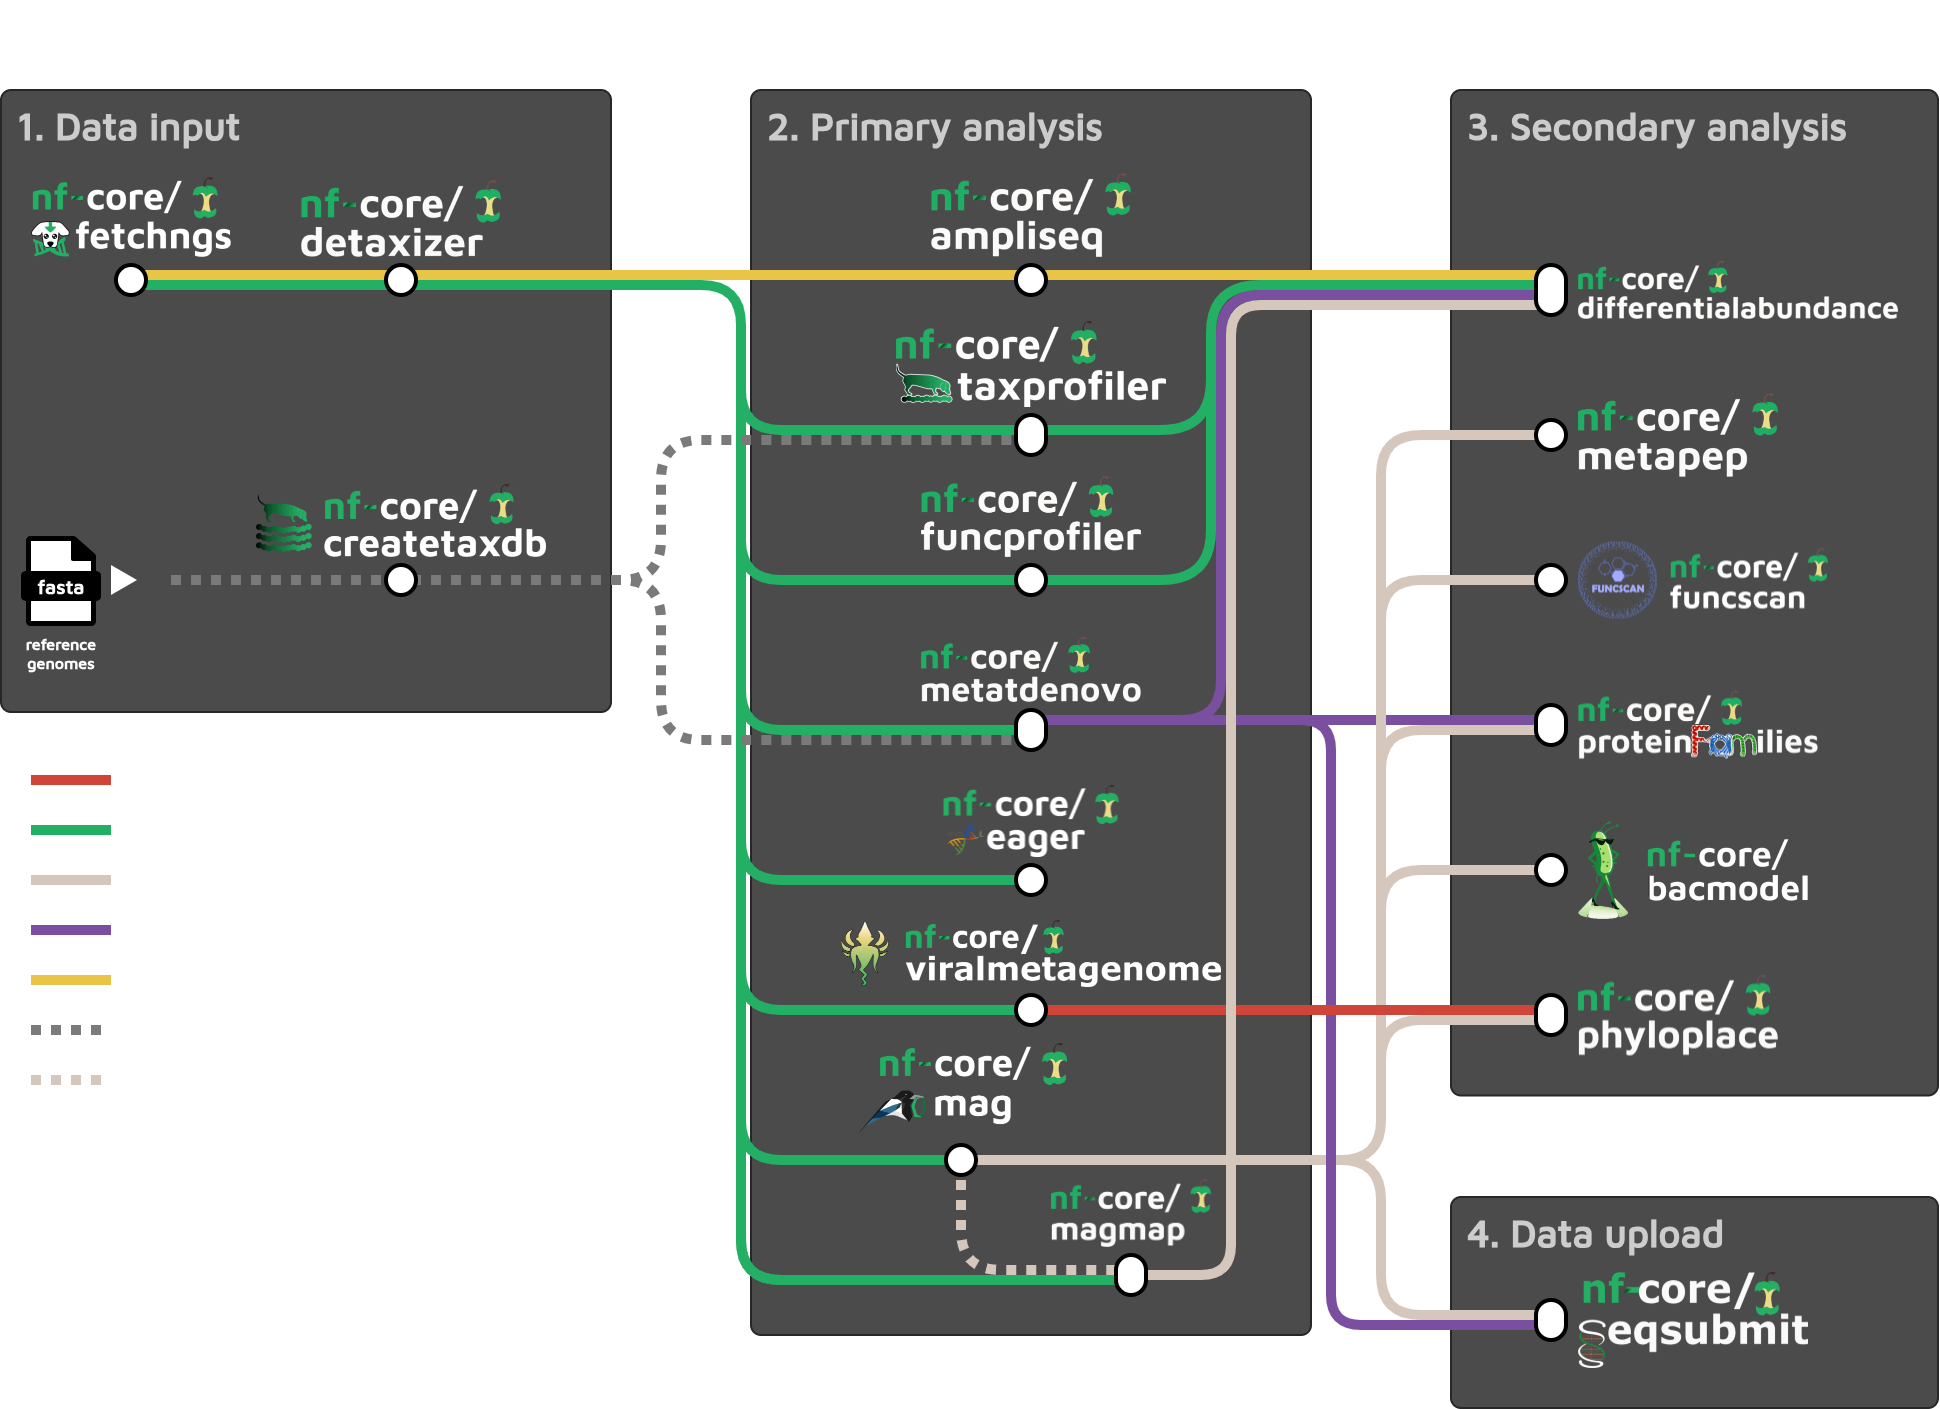 1. Data input
nf-core/
fetchngs
nf-core/
detaxizer
nf-core/
createtaxdb
fasta
reference
genomes
2. Primary analysis
nf-core/
ampliseq
nf-core/
taxprofiler
nf-core/
funcprofiler
nf-core/
metatdenovo
nf-core/
eager
nf-core/
viralmetagenome
nf-core/
mag
nf-core/
magmap
3. Secondary analysis
nf-core/
differentialabundance
nf-core/
metapep
FUNCSCAN
nf-core/
funcscan
nf-core/
proteinFamilies
nf-core/
bacmodel
nf-core/
phyloplace
4. Data upload
nf-core/
seqsubmit